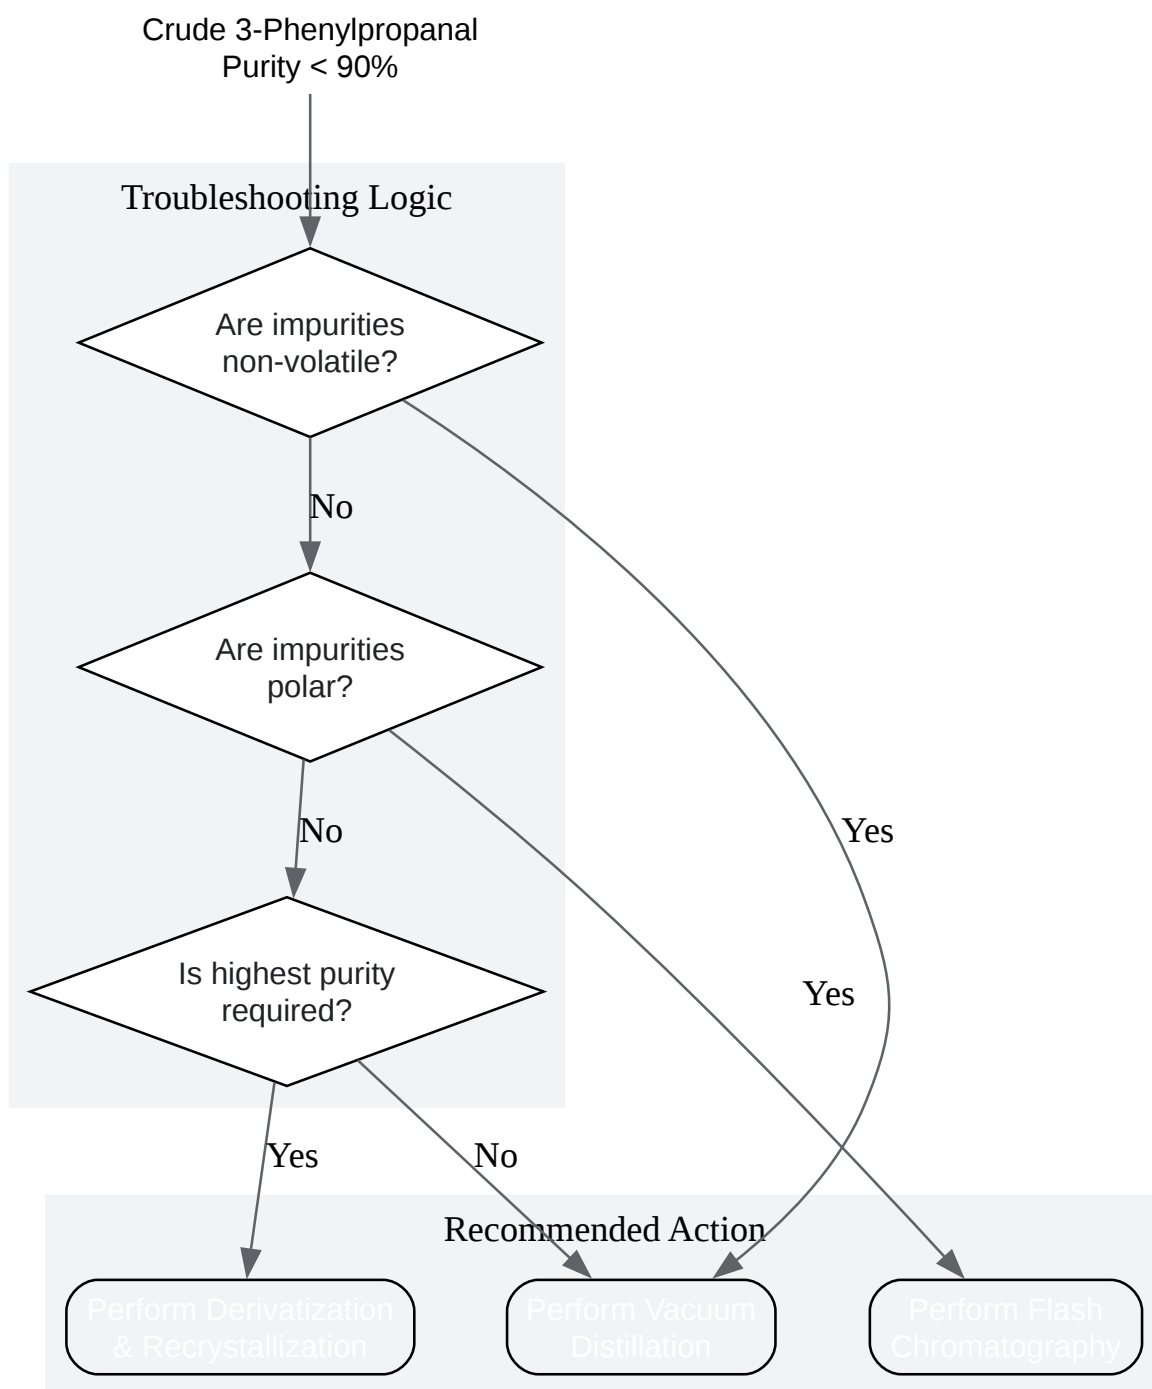 Crude 3-Phenylpropanal
Purity < 90%
Troubleshooting Logic
Are impurities
non-volatile?
No
Are impurities
polar?
No
Yes
Is highest purity
required?
Yes
Yes
No
Recommended Action
Perform Derivatization
& Recrystallization
Perform Vacuum
Distillation
Perform Flash
Chromatography